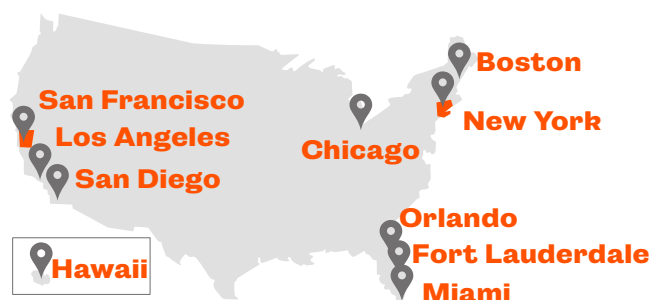 Boston
San Francisco
New York
Los Angeles
Chicago
San Diego
Orlando
Fort Lauderdale
Hawaii
Miami